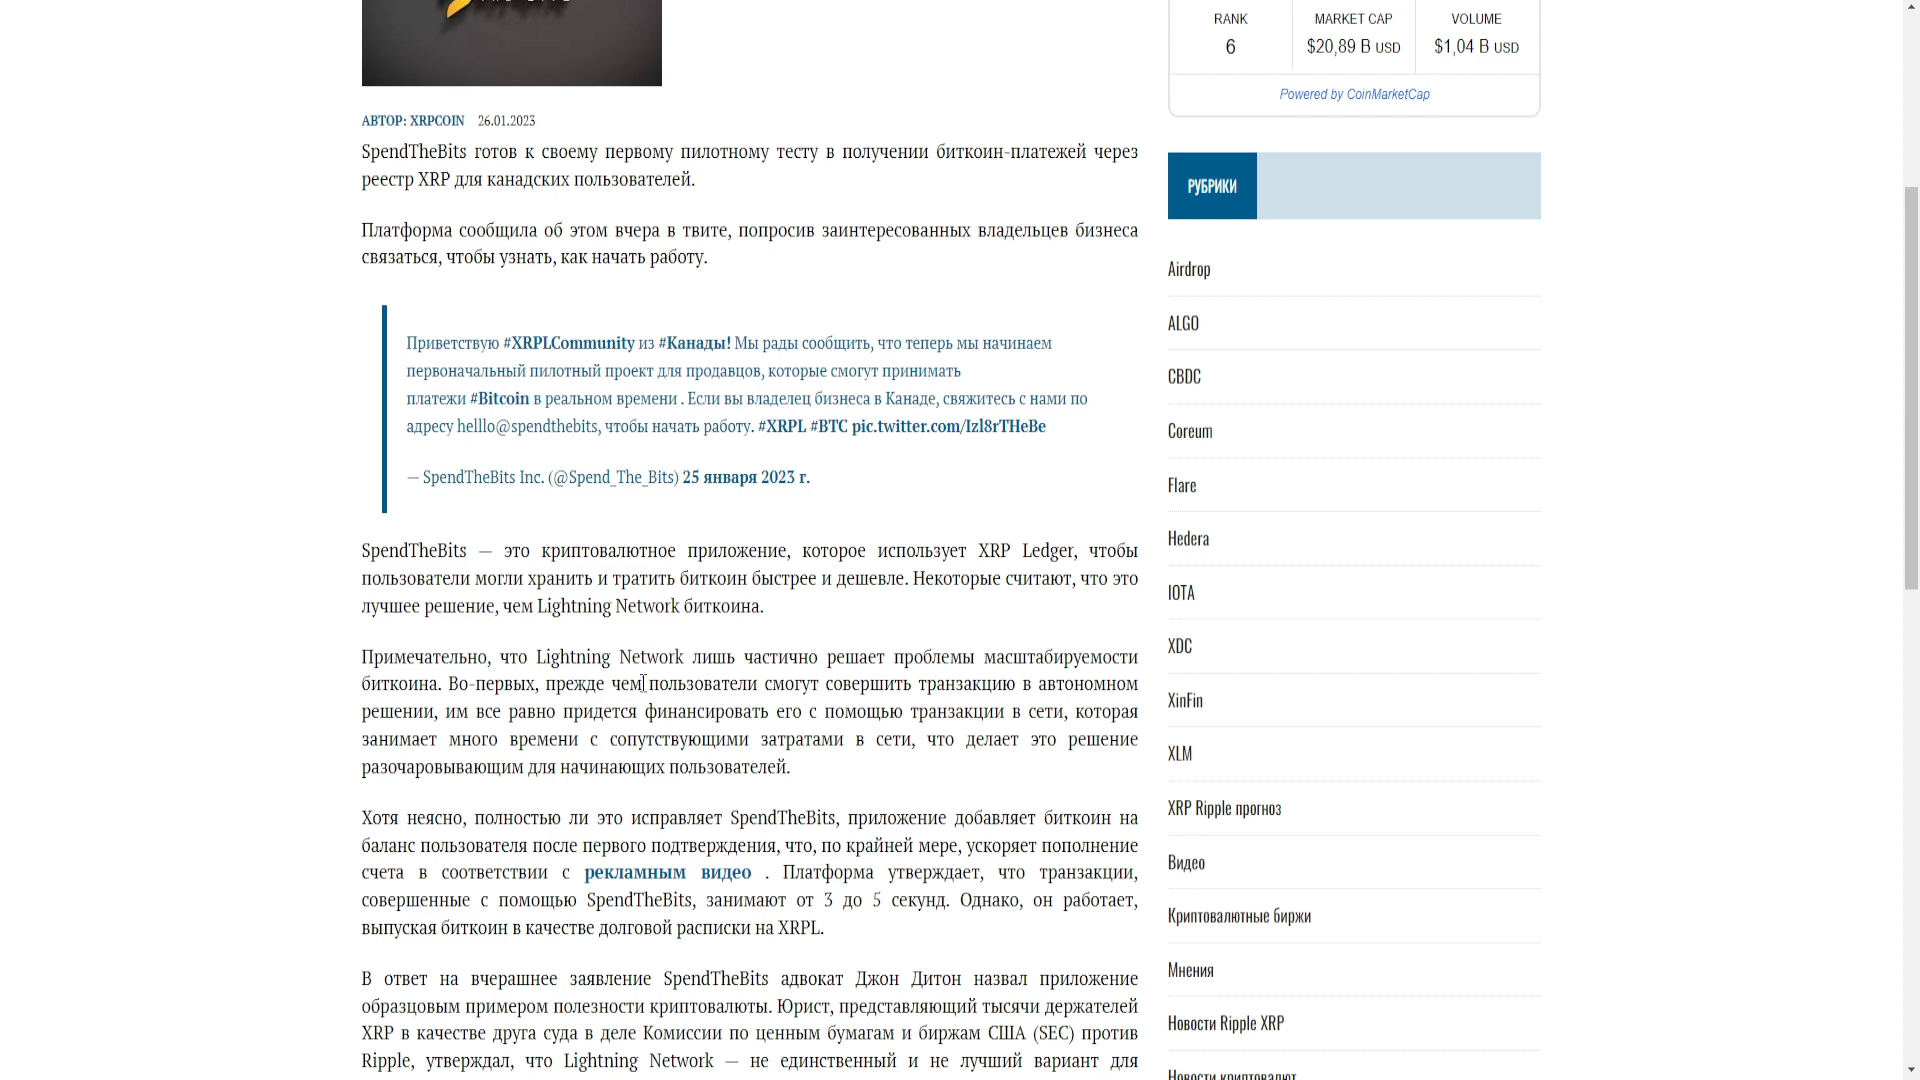 RANK
MARKET CAP
VOLUME
6
$20,89 B USD
$1,04 B USD
Powered by CoinMarketCap
АВТОР: XRPCOIN 26.01.2023
SpendTheBits готов к своему первому пилотному тесту в получении биткоин-платежей через
реестр XRP для канадских пользователей.
Платформа сообщила об этом вчера в твите, попросив заинтересованных владельцев бизнеса
связаться, чтобы узнать, как начать работу.
Приветствую #XRPLCommunity из #Канады! Мы рады сообщить, что теперь мы начинаем
первоначальный пилотный проект для продавцов, которые смогут принимать
платежи #Bitcoin в реальном времени . Если вы владелец бизнеса в Канаде, свяжитесь с нами по
адресу helllo@spendthebits, чтобы начать работу. #XRPL #BTC pic.twitter.com/Izl8rTHeBe
— SpendTheBits Inc. (@Spend_The_Bits) 25 января 2023 г.
SpendTheBits — это криптовалютное приложение, которое использует XRP Ledger, чтобы
пользователи могли хранить и тратить биткоин быстрее и дешевле. Некоторые считают, что это
лучшее решение, чем Lightning Network биткоина.
Примечательно, что Lightning Network лишь частично решает проблемы масштабируемости
биткоина. Во-первых, прежде чем пользователи смогут совершить транзакцию в автономном
решении, им все равно придется финансировать его с помощью транзакции в сети, которая
занимает много времени с сопутствующими затратами в сети, что делает это решение
разочаровывающим для начинающих пользователей.
Хотя неясно, полностью ли это исправляет SpendTheBits, приложение добавляет биткоин на
баланс пользователя после первого подтверждения, что, по крайней мере, ускоряет пополнение
счета в соответствии с рекламным видео . Платформа утверждает, что транзакции,
совершенные с помощью SpendTheBits, занимают от 3 до 5 секунд. Однако, он работает,
выпуская биткоин в качестве долговой расписки на XRPL.
В ответ на вчерашнее заявление SpendTheBits адвокат Джон Дитон назвал приложение
образцовым примером полезности криптовалюты. Юрист, представляющий тысячи держателей
XRP в качестве друга суда в деле Комиссии по ценным бумагам и биржам США (SEC) против
Ripple, утверждал, что Lightning Network — не единственный и не лучший вариант для
РУБРИКИ
Airdrop
ALGO
CBDC
Coreum
Flare
Hedera
IOTA
XDC
XinFin
XLM
XRP Ripple прогноз
Видео
Криптовалютные биржи
Мнения
Новости Ripple XRP
Новости криптовалют